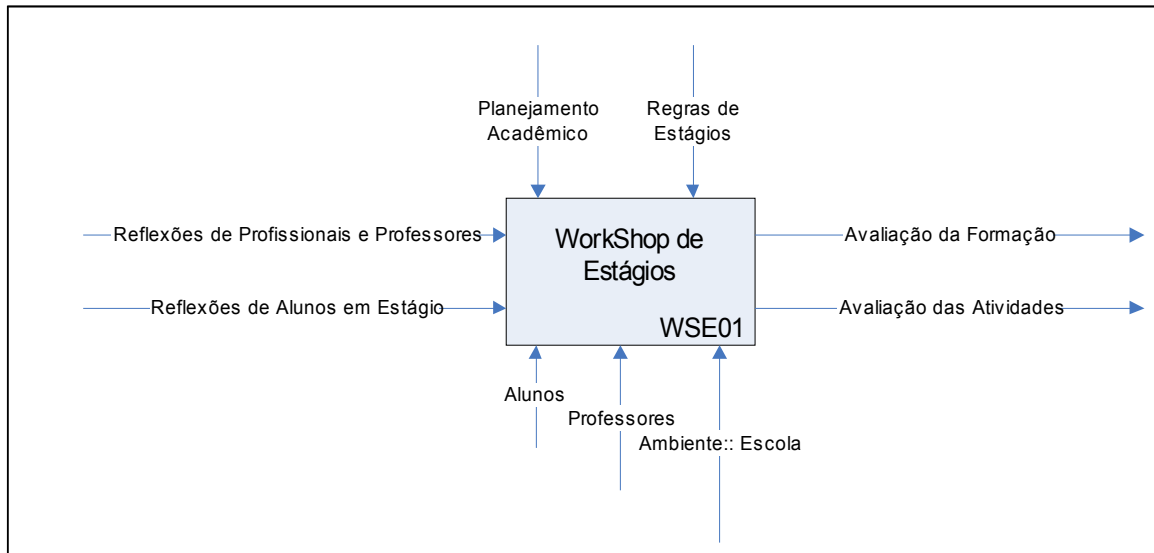 Planejamento
Acadêmico
Regras de
Estágios
Reflexões de Profissionais e Professores
WorkShop de
Estágios
Avaliação da Formação
Reflexões de Alunos em Estágio
Avaliação das Atividades
WSE01
Alunos
Professores
Ambiente:: Escola